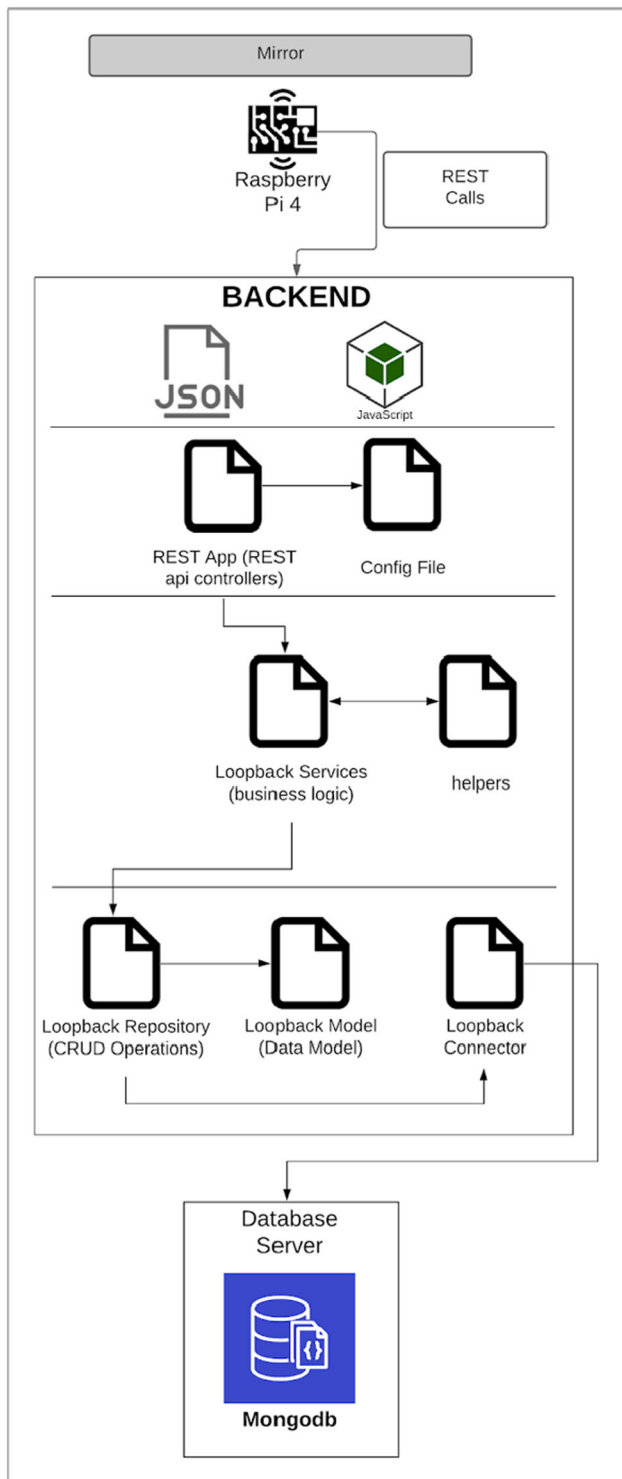 Mirror
Raspberry
Pi 4
REST
Calls
BACKEND
JSON
JavaScript
REST App (REST
api controllers)
Config File
Loopback Services
(business logic)
helpers
Loopback Repository
(CRUD Operations)
Loopback Model
(Data Model)
Loopback
Connector
Database
Server
{}
Mongodb